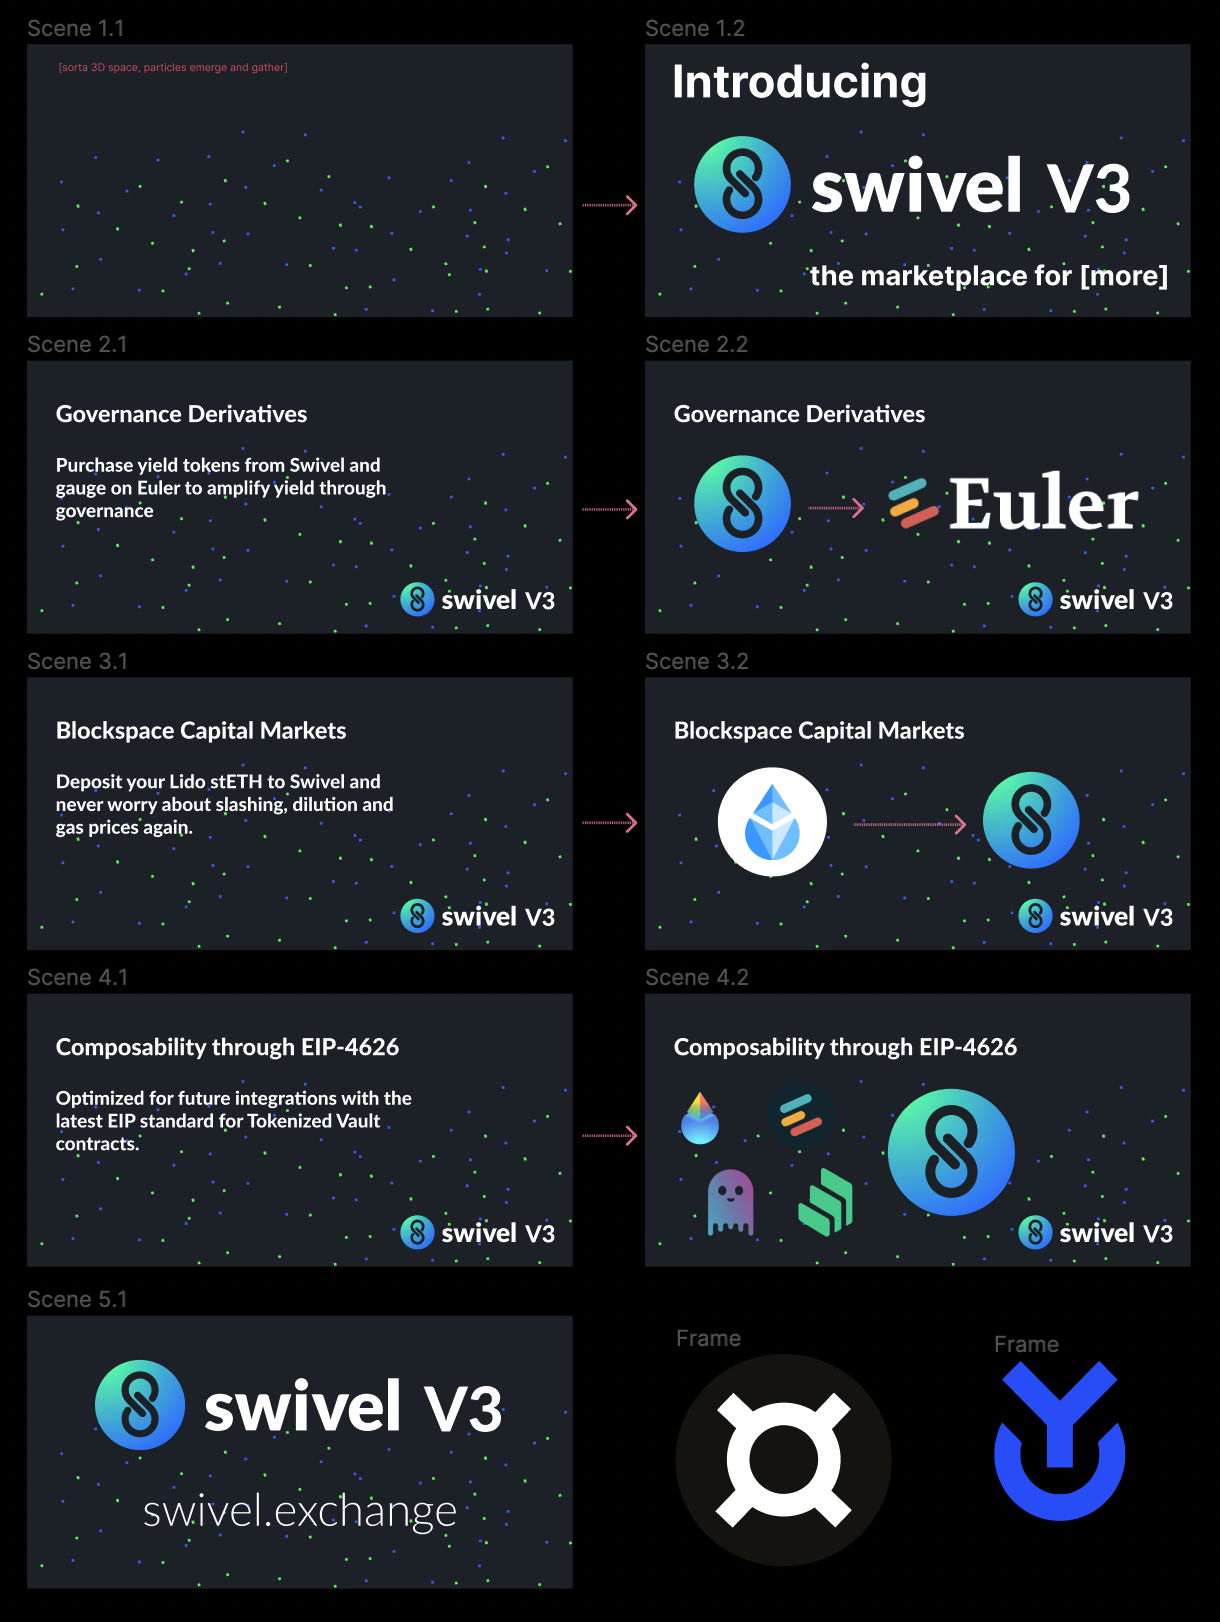 Scene 1.1
[sorta 3D space, particles emerge and gather]
Scene 1.2
Introducing
swivel V3
the marketplace for [more]
Scene 2.1
Governance Derivatives
Purchase yield tokens from Swivel and
gauge on Euler to amplify yield through
governance
swivel V3
Scene 2.2
Governance Derivatives
Euler
swivel V3
Scene 3.1
Blockspace Capital Markets
Deposit your Lido stETH to Swivel and
never worry about slashing, dilution and
gas prices again.
swivel V3
Scene 3.2
Blockspace Capital Markets
swivel V3
Scene 4.1
Composability through EIP-4626
Optimized for future integrations with the
latest EIP standard for Tokenized Vault
contracts.
swivel V3
Scene 4.2
Composability through EIP-4626
swivel V3
Scene 5.1
swivel V3
swivel.exchange
Frame
Frame